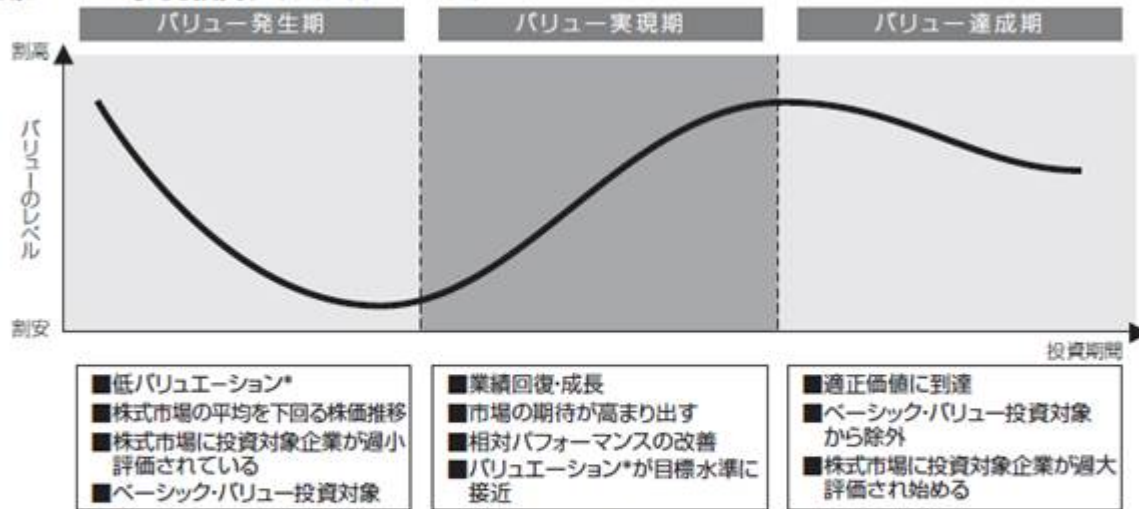 バリュー発生期
バリュー実現期
バリュー達成期
割高
バリューのレベル
割安
投資期間
■低バリュエーション*
■株式市場の平均を下回る株価推移
■株式市場に投資対象企業が過小
評価されている
■ベーシック・バリュー投資対象
■業績回復・成長
■市場の期待が高まり出す
■相対パフォーマンスの改善
■バリュエーション*が目標水準に
接近
■適正価値に到達
■ベーシック・バリュー投資対象
から除外
■株式市場に投資対象企業が過大
評価され始める